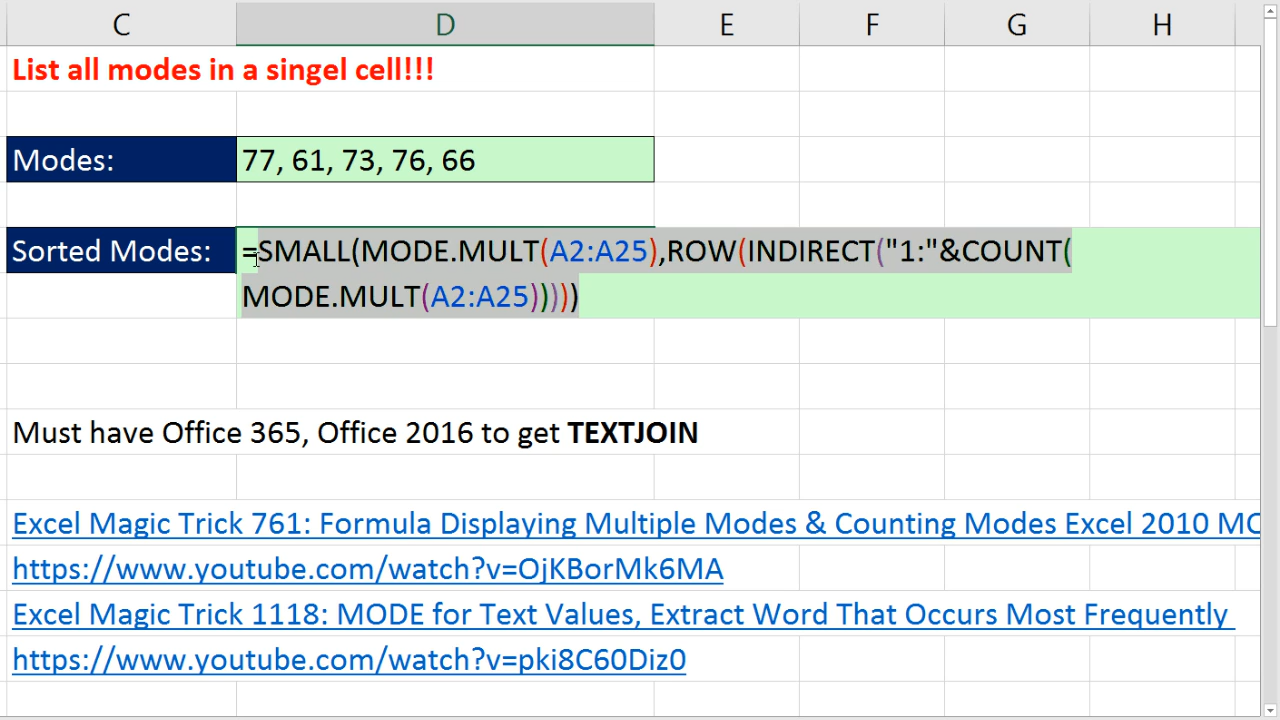 C D E F G H
List all modes in a singel cell!!!
Modes: 77, 61, 73, 76, 66
Sorted Modes: =SMALL(MODE.MULT(A2:A25),ROW(INDIRECT("1:"&COUNT(
MODE.MULT(A2:A25)))))
Must have Office 365, Office 2016 to get TEXTJOIN
Excel Magic Trick 761: Formula Displaying Multiple Modes & Counting Modes Excel 2010 MO
https://www.youtube.com/watch?v=OjKBorMk6MA
Excel Magic Trick 1118: MODE for Text Values, Extract Word That Occurs Most Frequently
https://www.youtube.com/watch?v=pki8C60Diz0